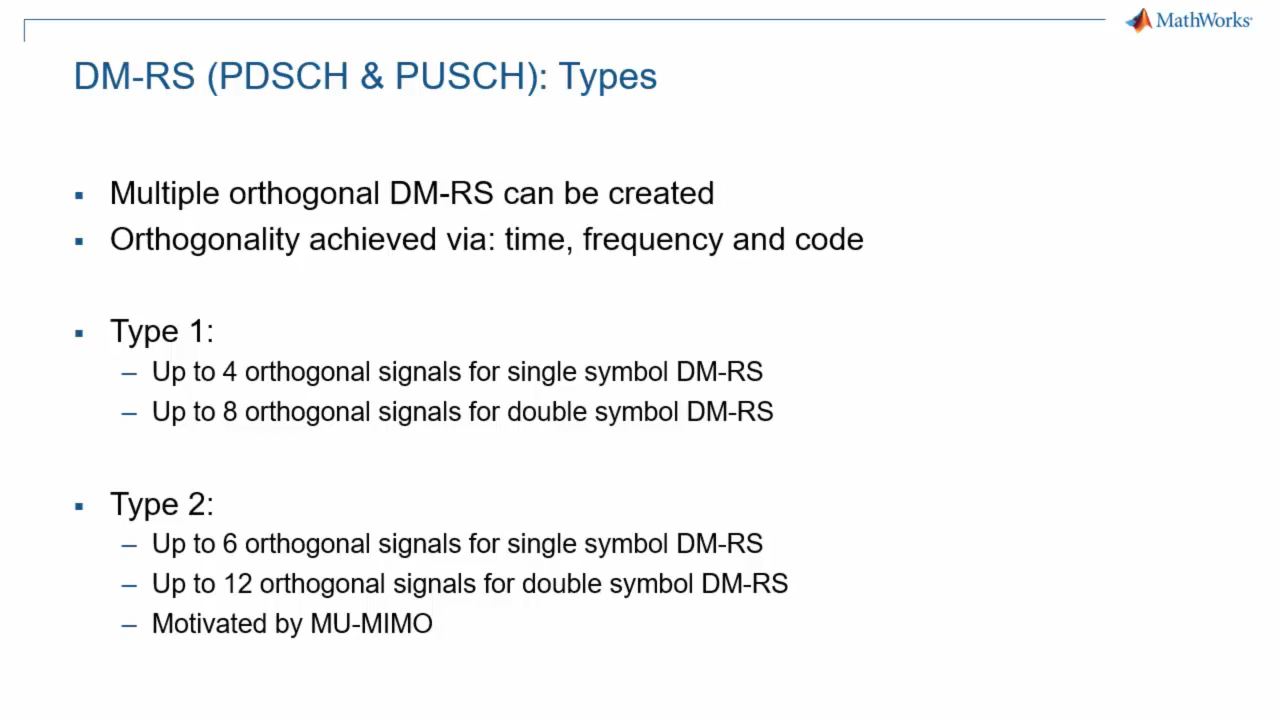 MathWorks
DM-RS (PDSCH & PUSCH): Types
▪ Multiple orthogonal DM-RS can be created
▪ Orthogonality achieved via: time, frequency and code
▪ Type 1:
– Up to 4 orthogonal signals for single symbol DM-RS
– Up to 8 orthogonal signals for double symbol DM-RS
▪ Type 2:
– Up to 6 orthogonal signals for single symbol DM-RS
– Up to 12 orthogonal signals for double symbol DM-RS
– Motivated by MU-MIMO